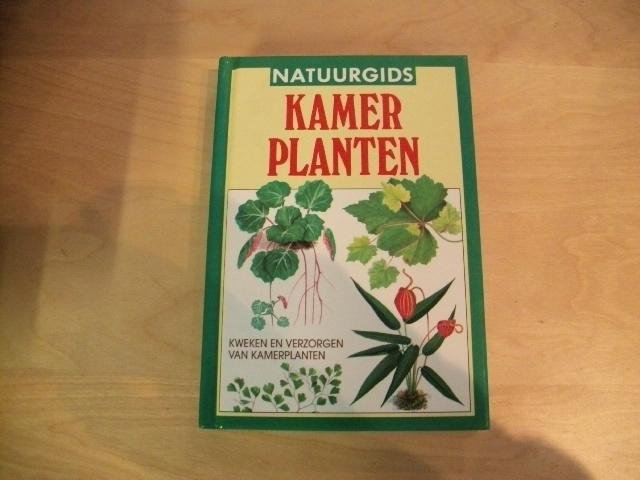 NATUURGIDS
KAMER
PLANTEN
KWEKEN EN VERZORGEN
VAN KAMERPLANTEN